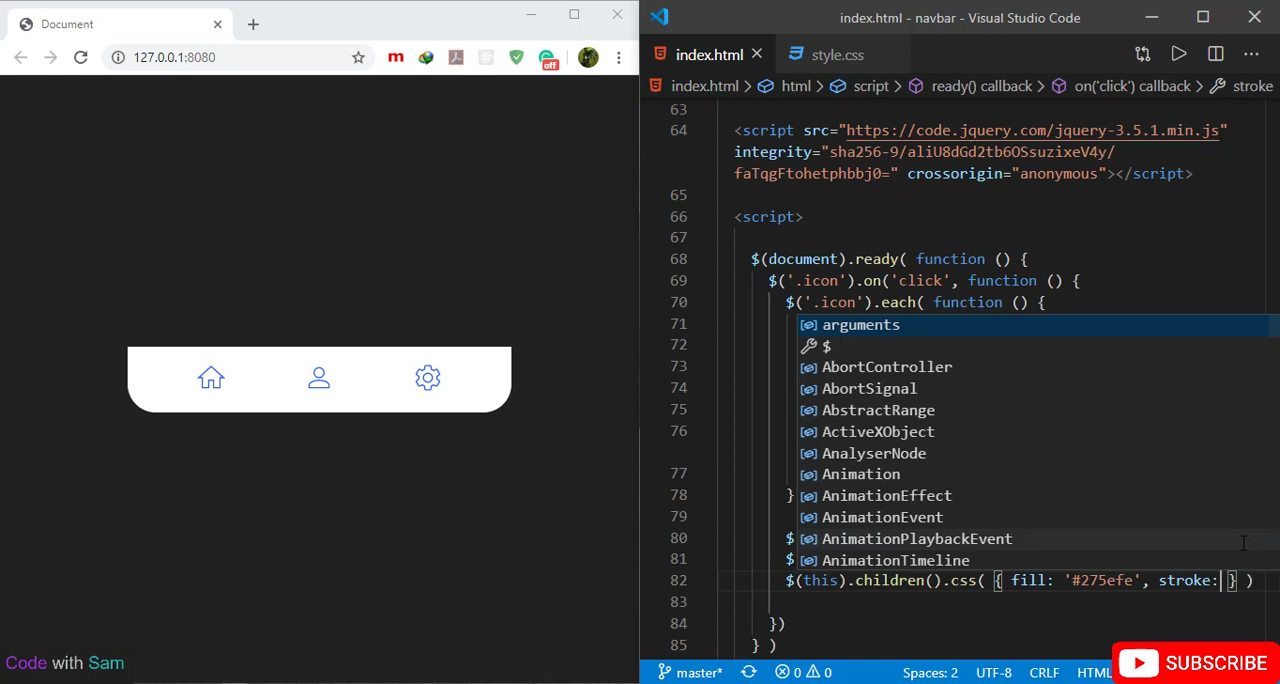 Document
index.html - navbar - Visual Studio Code
127.0.0.1:8080
off
index.html
style.css
index.html > html > script > ready() callback > on('click') callback > stroke
63
64 <script src="https://code.jquery.com/jquery-3.5.1.min.js"
integrity="sha256-9/aliU8dGd2tb6OSsuzixeV4y/
faTqgFtohetphbbj0=" crossorigin="anonymous"></script>
65
66 <script>
67
68 $(document).ready( function () {
69 $('.icon').on('click', function () {
70 $('.icon').each( function () {
71 arguments
72 $
73 AbortController
74 AbortSignal
75 AbstractRange
76 ActiveXObject
AnalyserNode
77 Animation
78 } AnimationEffect
79 AnimationEvent
80 $ AnimationPlaybackEvent
81 $ AnimationTimeline
82 $(this).children().css( { fill: '#275efe', stroke: } )
83
84 })
85 } )
Code with Sam
master* 0 0 Spaces: 2 UTF-8 CRLF HTML
SUBSCRIBE